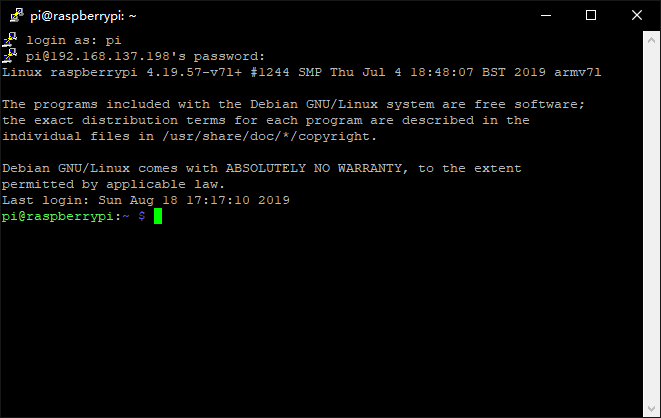 pi@raspberrypi: ~
login as: pi
pi@192.168.137.198's password:
Linux raspberrypi 4.19.57-v7l+ #1244 SMP Thu Jul 4 18:48:07 BST 2019 armv7l
The programs included with the Debian GNU/Linux system are free software;
the exact distribution terms for each program are described in the
individual files in /usr/share/doc/*/copyright.
Debian GNU/Linux comes with ABSOLUTELY NO WARRANTY, to the extent
permitted by applicable law.
Last login: Sun Aug 18 17:17:10 2019
pi@raspberrypi:~ $